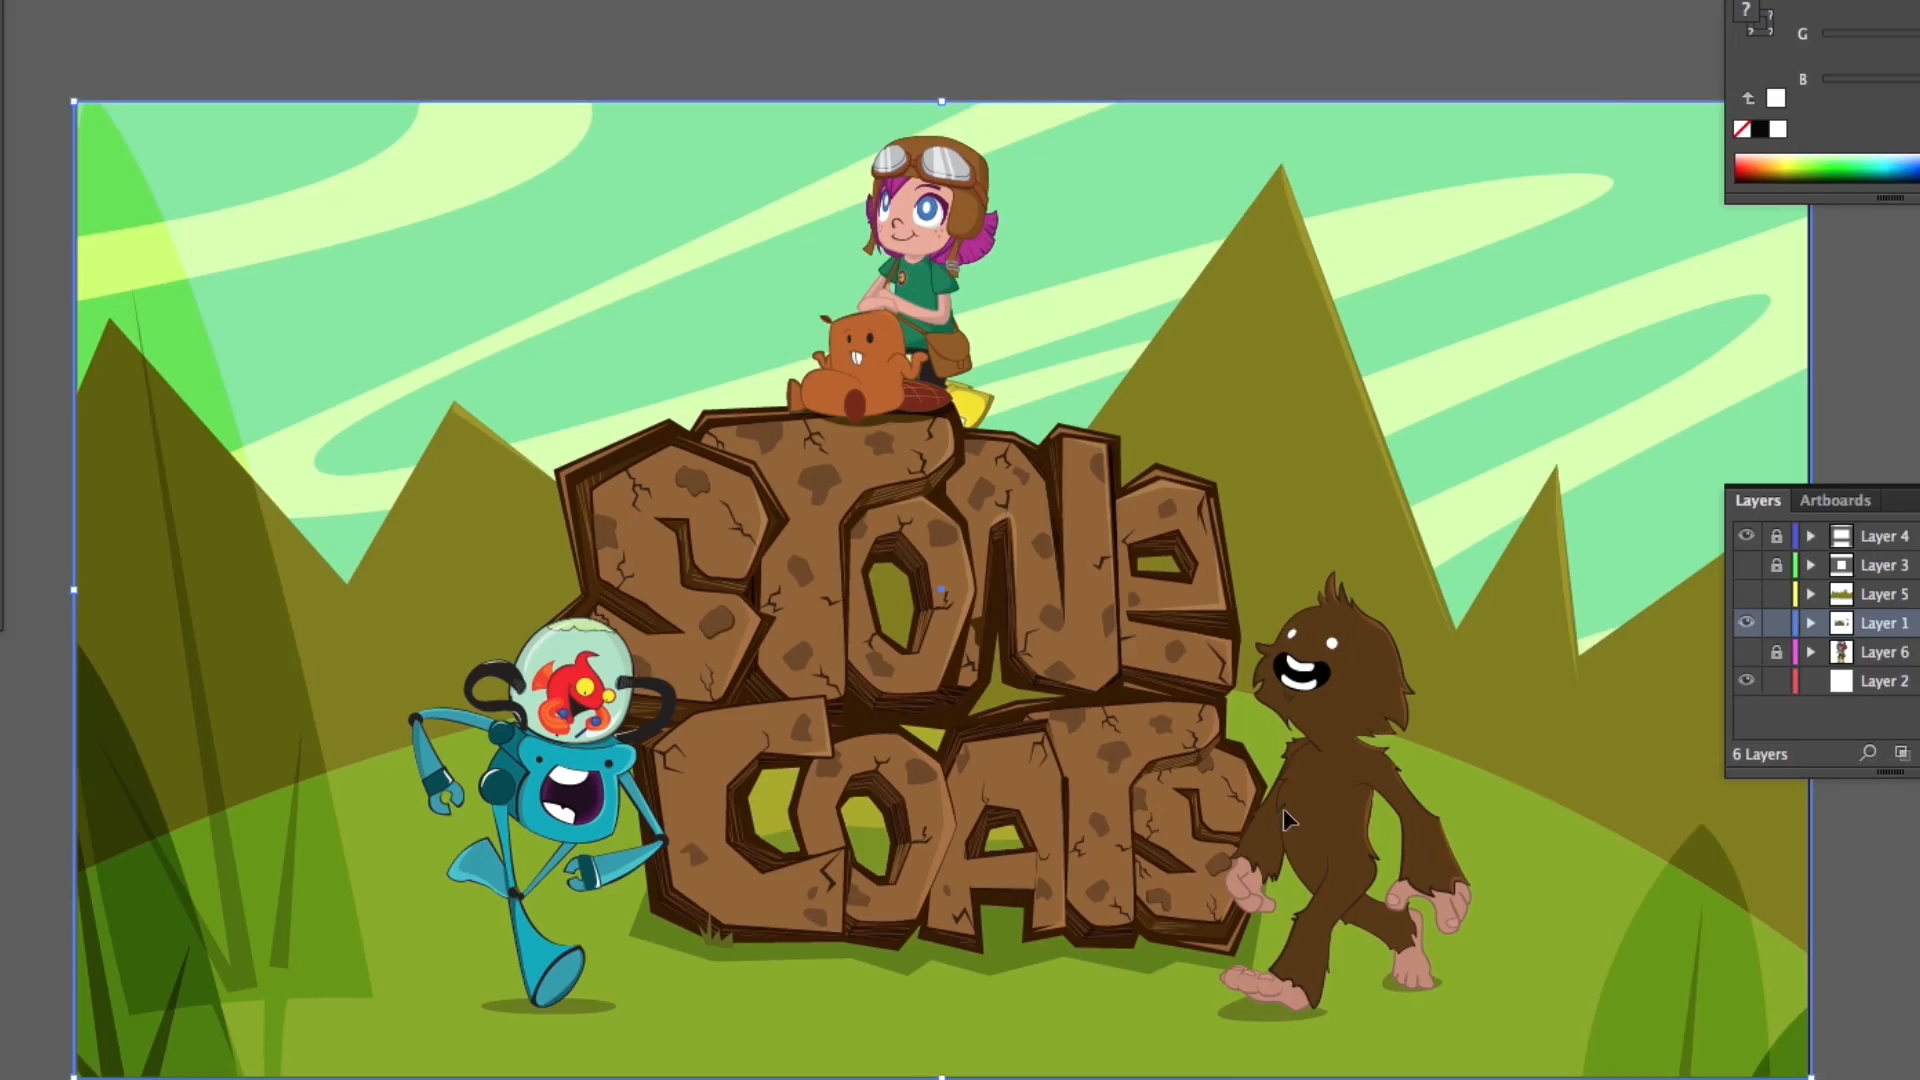 ?
G
B
STONE
COATS
Layers Artboards
Layer 4
Layer 3
Layer 5
Layer 1
Layer 6
Layer 2
6 Layers